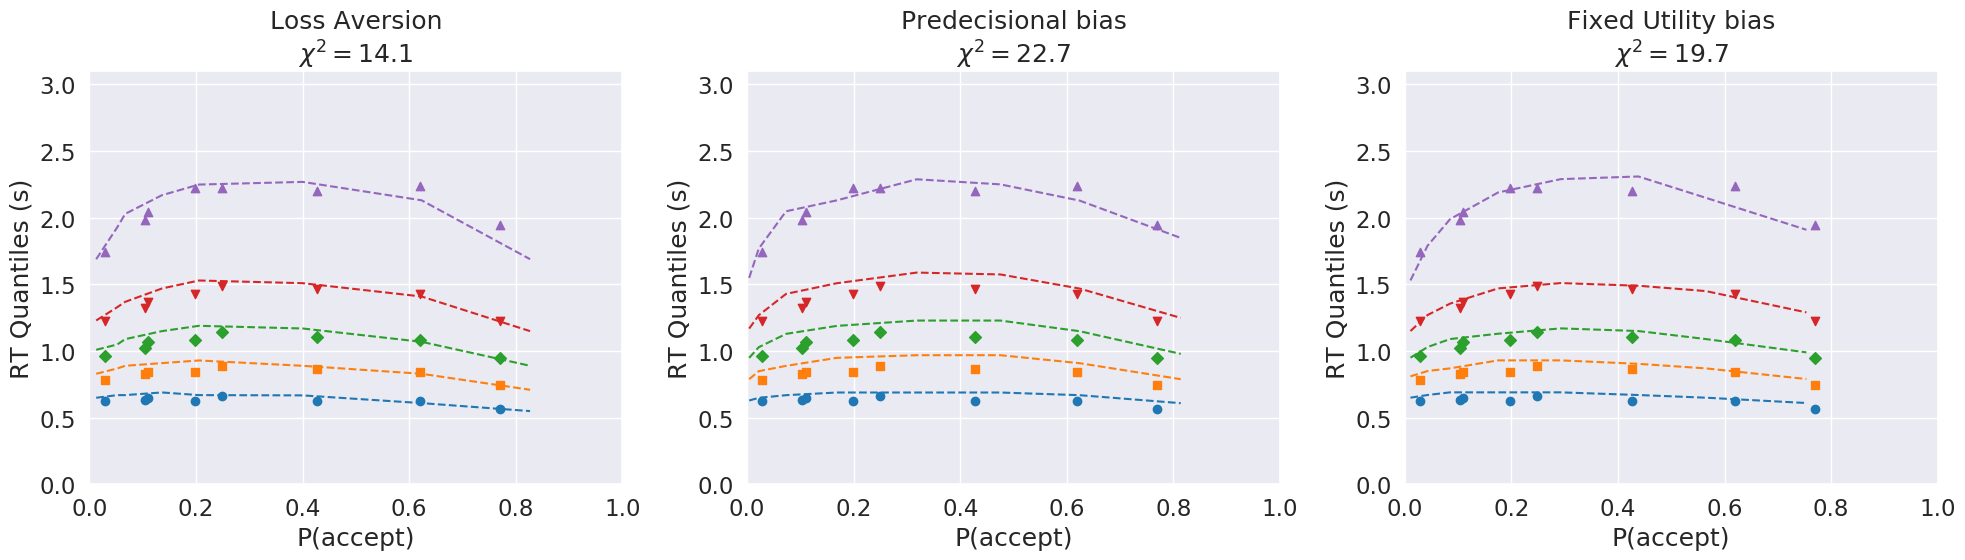 Loss Aversion
χ² = 14.1
3.0
2.5
2.0
1.5
1.0
0.5
0.0
0.0 0.2 0.4 0.6 0.8 1.0
RT Quantiles (s)
P(accept)
Predecisional bias
χ² = 22.7
3.0
2.5
2.0
1.5
1.0
0.5
0.0
0.0 0.2 0.4 0.6 0.8 1.0
RT Quantiles (s)
P(accept)
Fixed Utility bias
χ² = 19.7
3.0
2.5
2.0
1.5
1.0
0.5
0.0
0.0 0.2 0.4 0.6 0.8 1.0
RT Quantiles (s)
P(accept)